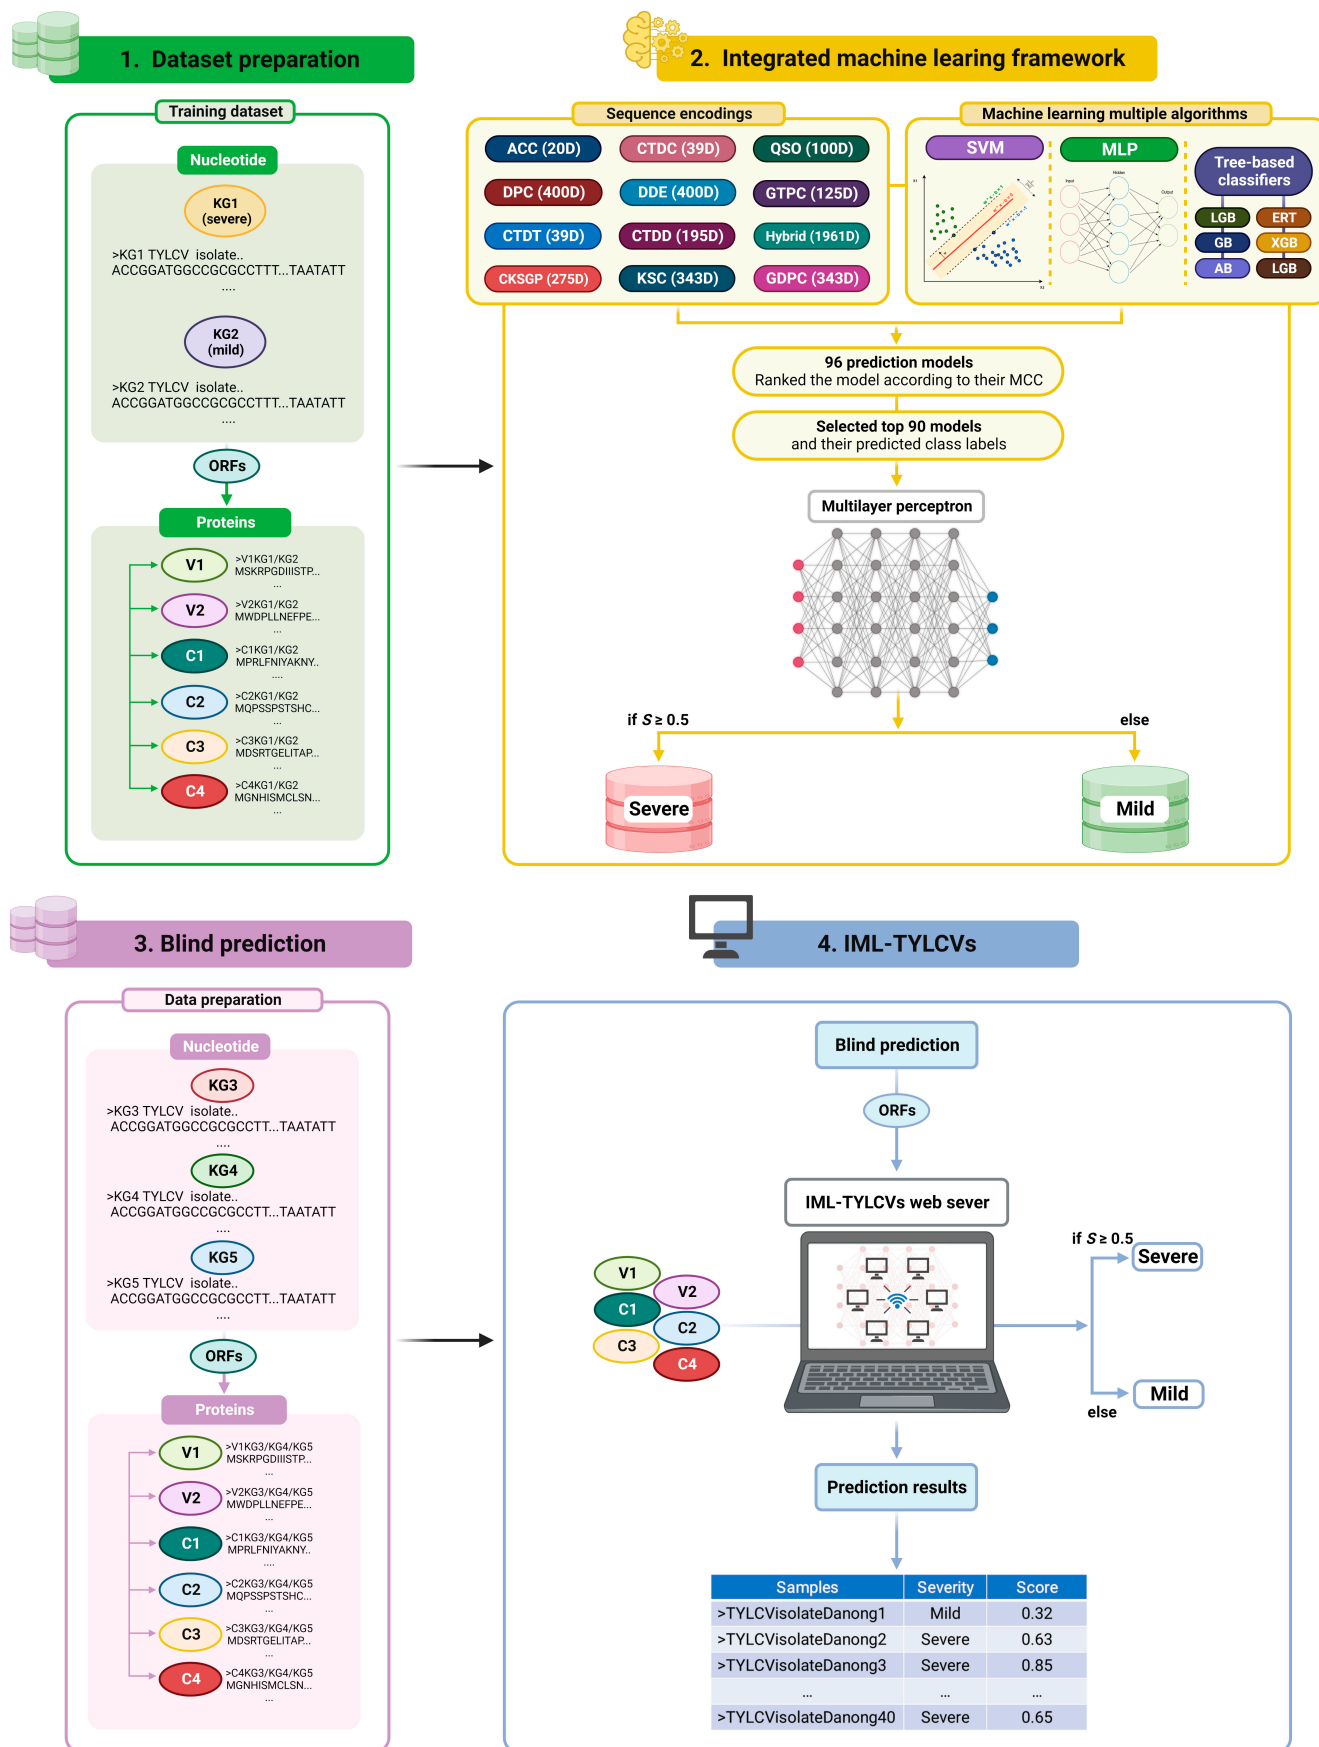 1. Dataset preparation
Training dataset
Nucleotide
KG1
(severe)
>KG1 TYLCV isolate..
ACCGGATGGCCGCGCCTTT...TAATATT
....
KG2
(mild)
>KG2 TYLCV isolate..
ACCGGATGGCCGCGCCTTT...TAATATT
....
ORFs
Proteins
V1
>V1KG1/KG2
MSKRPGDIIISTP...
...
V2
>V2KG1/KG2
MWDPLLNEFPE...
...
C1
>C1KG1/KG2
MPRLFNIYAKNY..
....
C2
>C2KG1/KG2
MQPSSPSTSHC...
...
C3
>C3KG1/KG2
MDSRTGELITAP...
...
C4
>C4KG1/KG2
MGNHISMCLSN...
...
2. Integrated machine learing framework
Sequence encodings
ACC (20D)
CTDC (39D)
QSO (100D)
DPC (400D)
DDE (400D)
GTPC (125D)
CTDT (39D)
CTDD (195D)
Hybrid (1961D)
CKSGP (275D)
KSC (343D)
GDPC (343D)
Machine learning multiple algorithms
SVM
MLP
Input
Hidden
Output
Tree-based
classifiers
LGB
ERT
GB
XGB
AB
LGB
96 prediction models
Ranked the model according to their MCC
Selected top 90 models
and their predicted class labels
Multilayer perceptron
if S ≥ 0.5
else
Severe
Mild
3. Blind prediction
Data preparation
Nucleotide
KG3
>KG3 TYLCV isolate..
ACCGGATGGCCGCGCCTT...TAATATT
....
KG4
>KG4 TYLCV isolate..
ACCGGATGGCCGCGCCTT...TAATATT
....
KG5
>KG5 TYLCV isolate..
ACCGGATGGCCGCGCCTT...TAATATT
....
ORFs
Proteins
V1
>V1KG3/KG4/KG5
MSKRPGDIIISTP...
...
V2
>V2KG3/KG4/KG5
MWDPLLNEFPE...
...
C1
>C1KG3/KG4/KG5
MPRLFNIYAKNY..
....
C2
>C2KG3/KG4/KG5
MQPSSPSTSHC...
...
C3
>C3KG3/KG4/KG5
MDSRTGELITAP...
...
C4
>C4KG3/KG4/KG5
MGNHISMCLSN...
...
4. IML-TYLCVs
Blind prediction
ORFs
IML-TYLCVs web sever
V1
V2
C1
C2
C3
C4
if S ≥ 0.5
Severe
Mild
else
Prediction results
Samples Severity Score
>TYLCVisolateDanong1 Mild 0.32
>TYLCVisolateDanong2 Severe 0.63
>TYLCVisolateDanong3 Severe 0.85
... ... ...
>TYLCVisolateDanong40 Severe 0.65